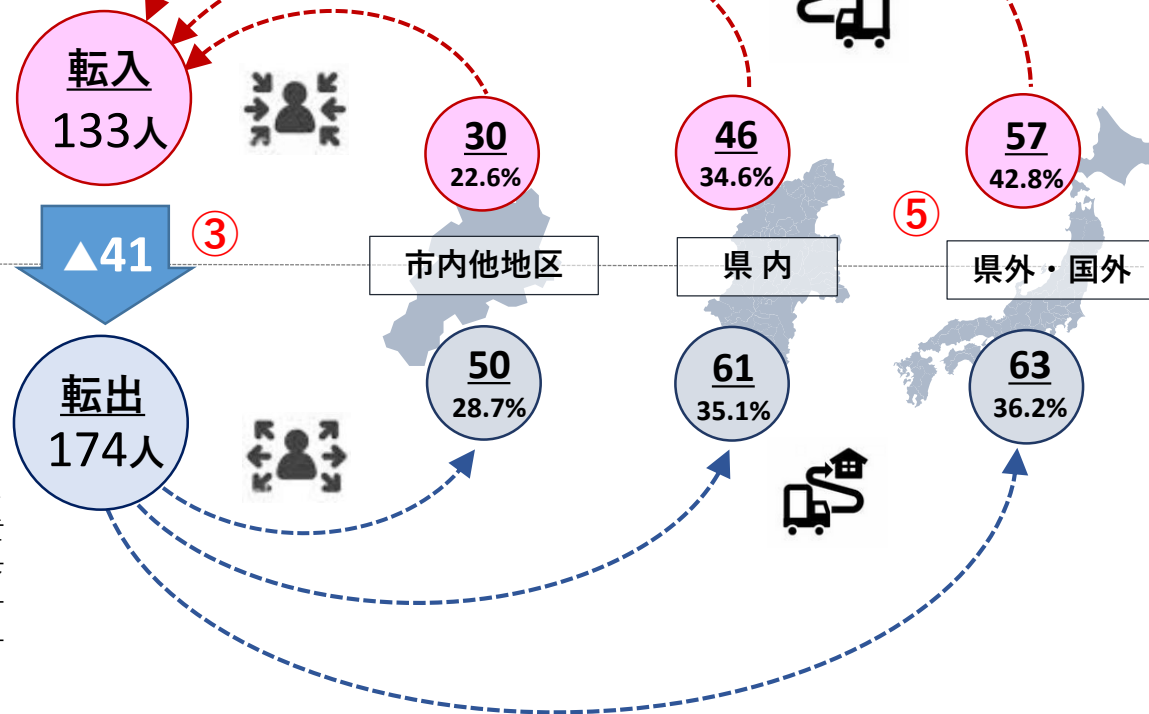 転入
133人
30
22.6%
46
34.6%
57
42.8%
▲41
③
⑤
市内他地区
県内
県外・国外
転出
174人
50
28.7%
61
35.1%
63
36.2%